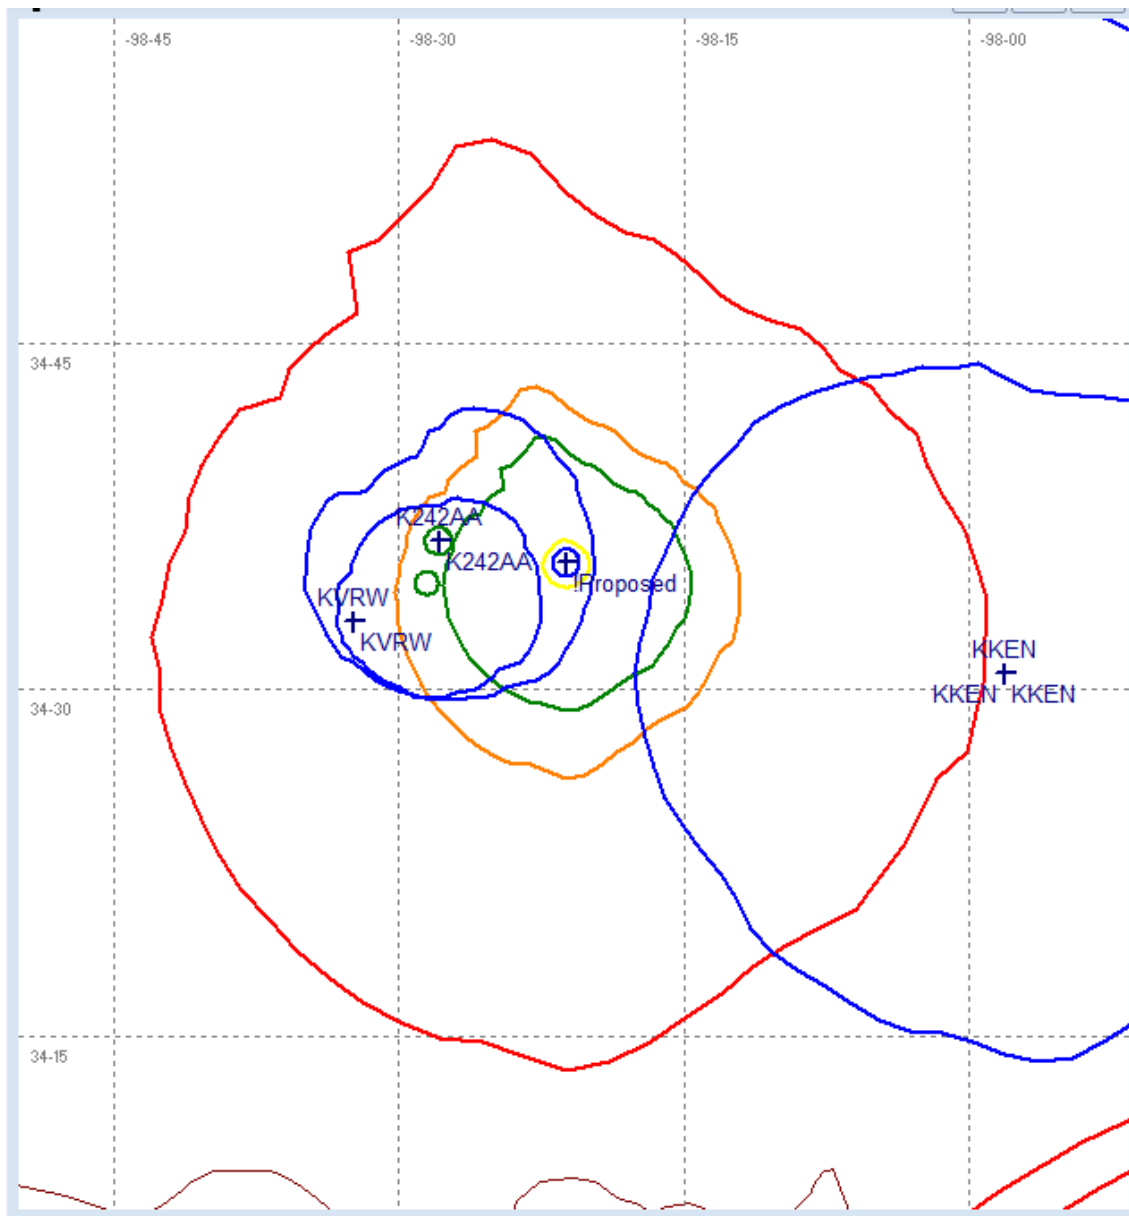 -98-45
-98-30
-98-15
-98-00
34-45
K242AA
K242AA
!Proposed
KVRW
KVRW
KKEN
KKEN KKEN
34-30
34-15